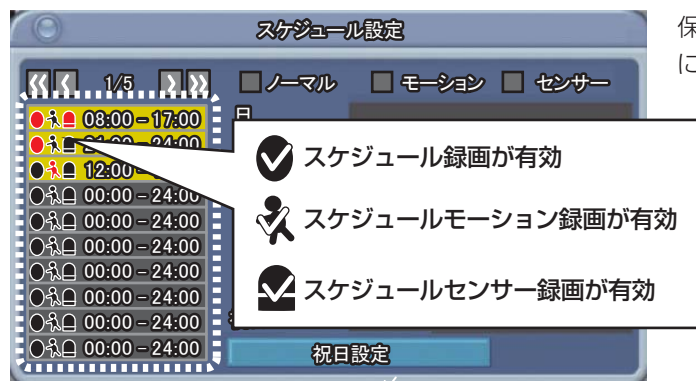 スケジュール設定
保
に
1/5
ノーマル モーション センサー
08:00 – 17:00
日
21:00 – 24:00
12:00 –
00:00 – 24:00
00:00 – 24:00
00:00 – 24:00
00:00 – 24:00
00:00 – 24:00
00:00 – 24:00
00:00 – 24:00
スケジュール録画が有効
スケジュールモーション録画が有効
スケジュールセンサー録画が有効
祝日設定